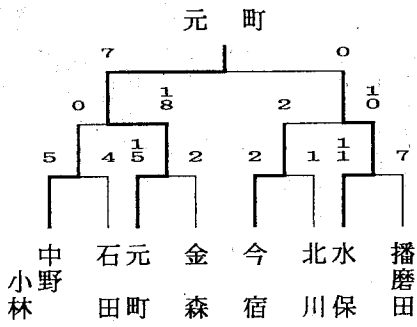 元町
7 0
0 18 2 10
5 4 15 2 2 1 11 7
小林中野 石田 元町 金森 今宿 北川 水保 播磨田